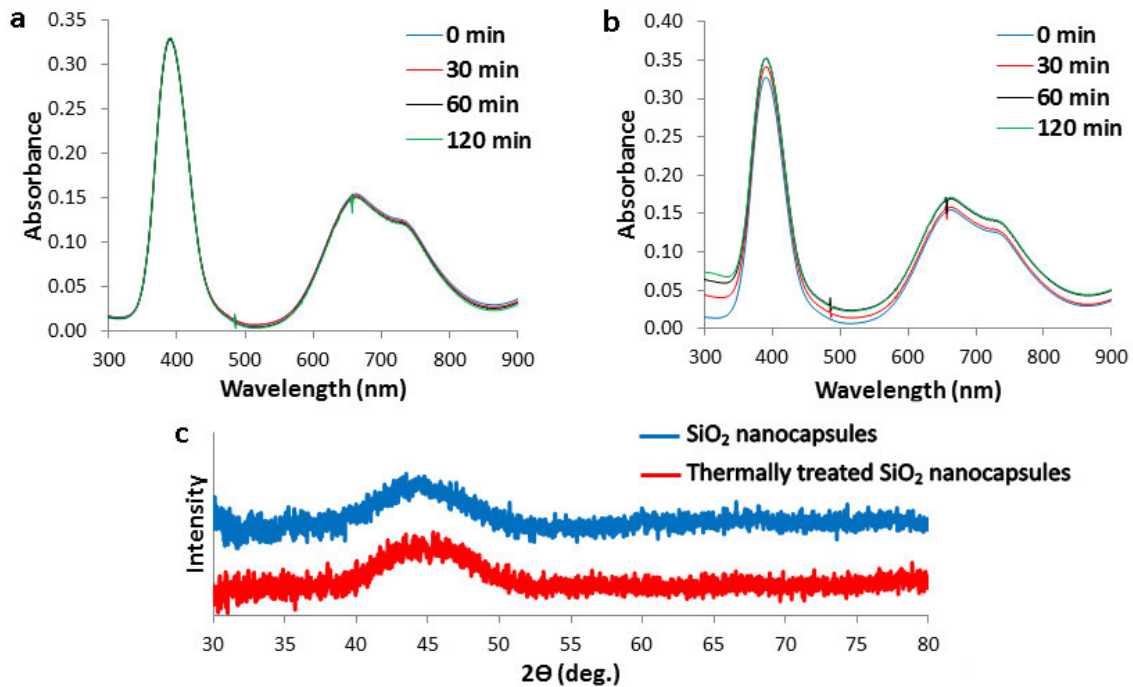 a
0.35
0.30
0.25
0.20
0.15
0.10
0.05
0.00
Absorbance
300 400 500 600 700 800 900
Wavelength (nm)
0 min
30 min
60 min
120 min
b
0.40
0.35
0.30
0.25
0.20
0.15
0.10
0.05
0.00
Absorbance
300 400 500 600 700 800 900
Wavelength (nm)
0 min
30 min
60 min
120 min
c
SiO₂ nanocapsules
Thermally treated SiO₂ nanocapsules
Intensity
30 35 40 45 50 55 60 65 70 75 80
2Θ (deg.)